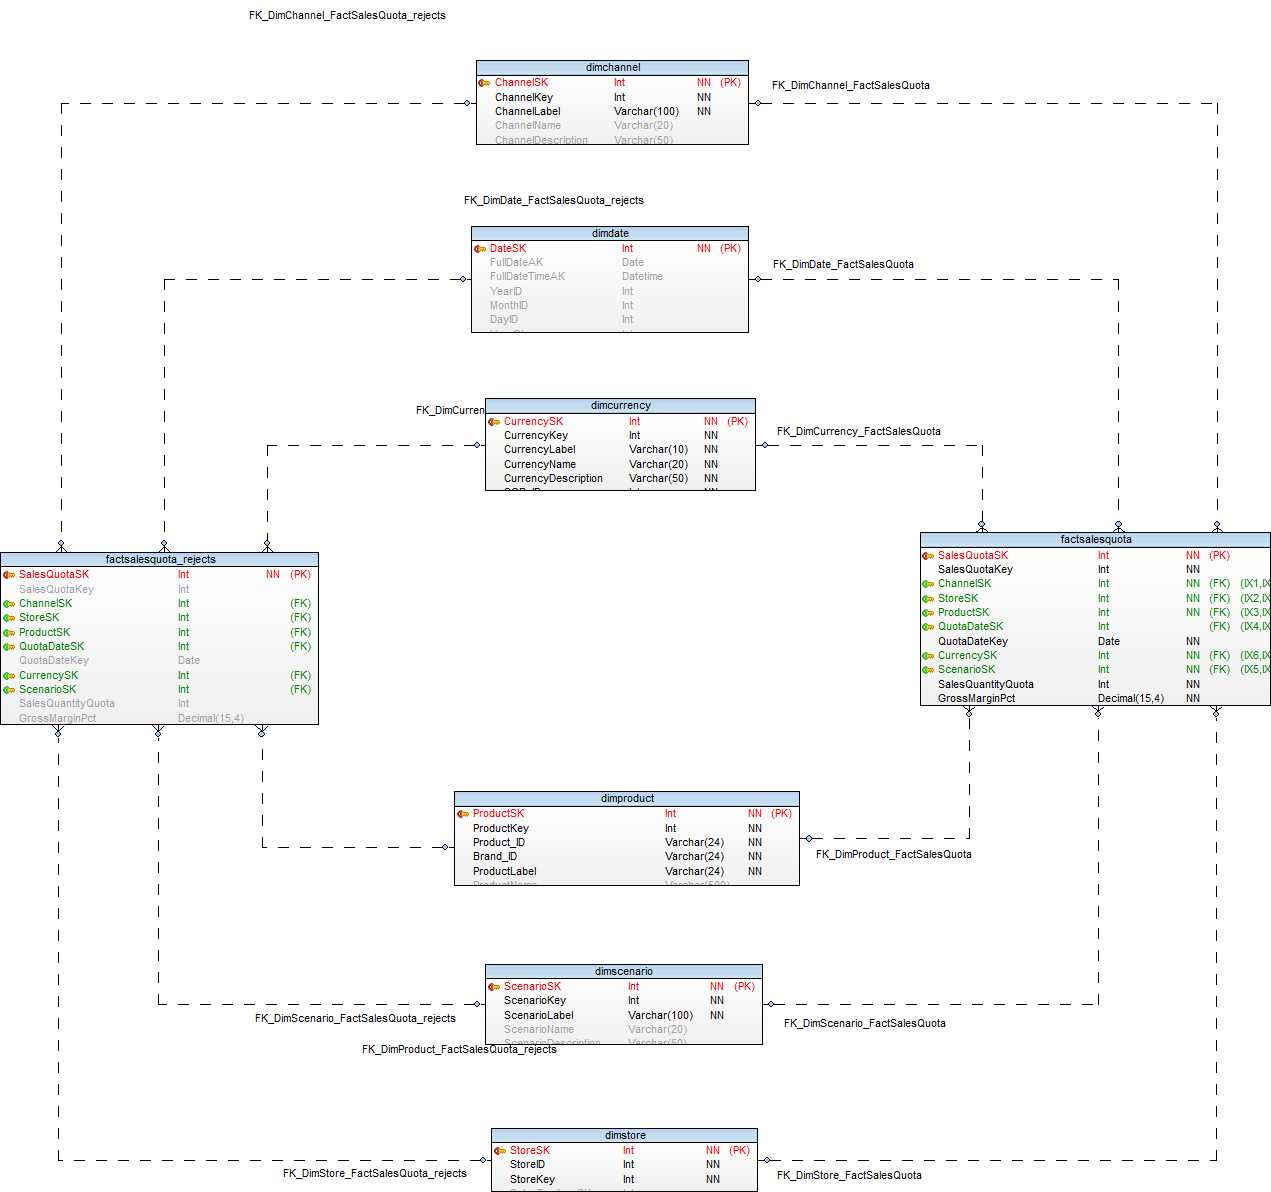 FK_DimChannel_FactSalesQuota_rejects
dimchannel
ChannelSK Int NN (PK)
ChannelKey Int NN
ChannelLabel Varchar(100) NN
ChannelName Varchar(20)
ChannelDescription Varchar(50)
FK_DimChannel_FactSalesQuota
FK_DimDate_FactSalesQuota_rejects
dimdate
DateSK Int NN (PK)
FullDateAK Date
FullDateTimeAK Datetime
YearID Int
MonthID Int
DayID Int
FK_DimDate_FactSalesQuota
FK_DimCurren
dimcurrency
CurrencySK Int NN (PK)
CurrencyKey Int NN
CurrencyLabel Varchar(10) NN
CurrencyName Varchar(20) NN
CurrencyDescription Varchar(50) NN
FK_DimCurrency_FactSalesQuota
factsalesquota_rejects
SalesQuotaSK Int NN (PK)
SalesQuotaKey Int
ChannelSK Int (FK)
StoreSK Int (FK)
ProductSK Int (FK)
QuotaDateSK Int (FK)
QuotaDateKey Date
CurrencySK Int (FK)
ScenarioSK Int (FK)
SalesQuantityQuota Int
GrossMarginPct Decimal(15,4)
factsalesquota
SalesQuotaSK Int NN (PK)
SalesQuotaKey Int NN
ChannelSK Int NN (FK) (IX1,IX
StoreSK Int NN (FK) (IX2,IX
ProductSK Int NN (FK) (IX3,IX
QuotaDateSK Int (FK) (IX4,IX
QuotaDateKey Date NN
CurrencySK Int NN (FK) (IX6,IX
ScenarioSK Int NN (FK) (IX5,IX
SalesQuantityQuota Int NN
GrossMarginPct Decimal(15,4) NN
dimproduct
ProductSK Int NN (PK)
ProductKey Int NN
Product_ID Varchar(24) NN
Brand_ID Varchar(24) NN
ProductLabel Varchar(24) NN
ProductName Varchar(500)
FK_DimProduct_FactSalesQuota
dimscenario
ScenarioSK Int NN (PK)
ScenarioKey Int NN
ScenarioLabel Varchar(100) NN
ScenarioName Varchar(20)
ScenarioDescription Varchar(50)
FK_DimScenario_FactSalesQuota_rejects
FK_DimScenario_FactSalesQuota
FK_DimProduct_FactSalesQuota_rejects
dimstore
StoreSK Int NN (PK)
StoreID Int NN
StoreKey Int NN
FK_DimStore_FactSalesQuota_rejects
FK_DimStore_FactSalesQuota